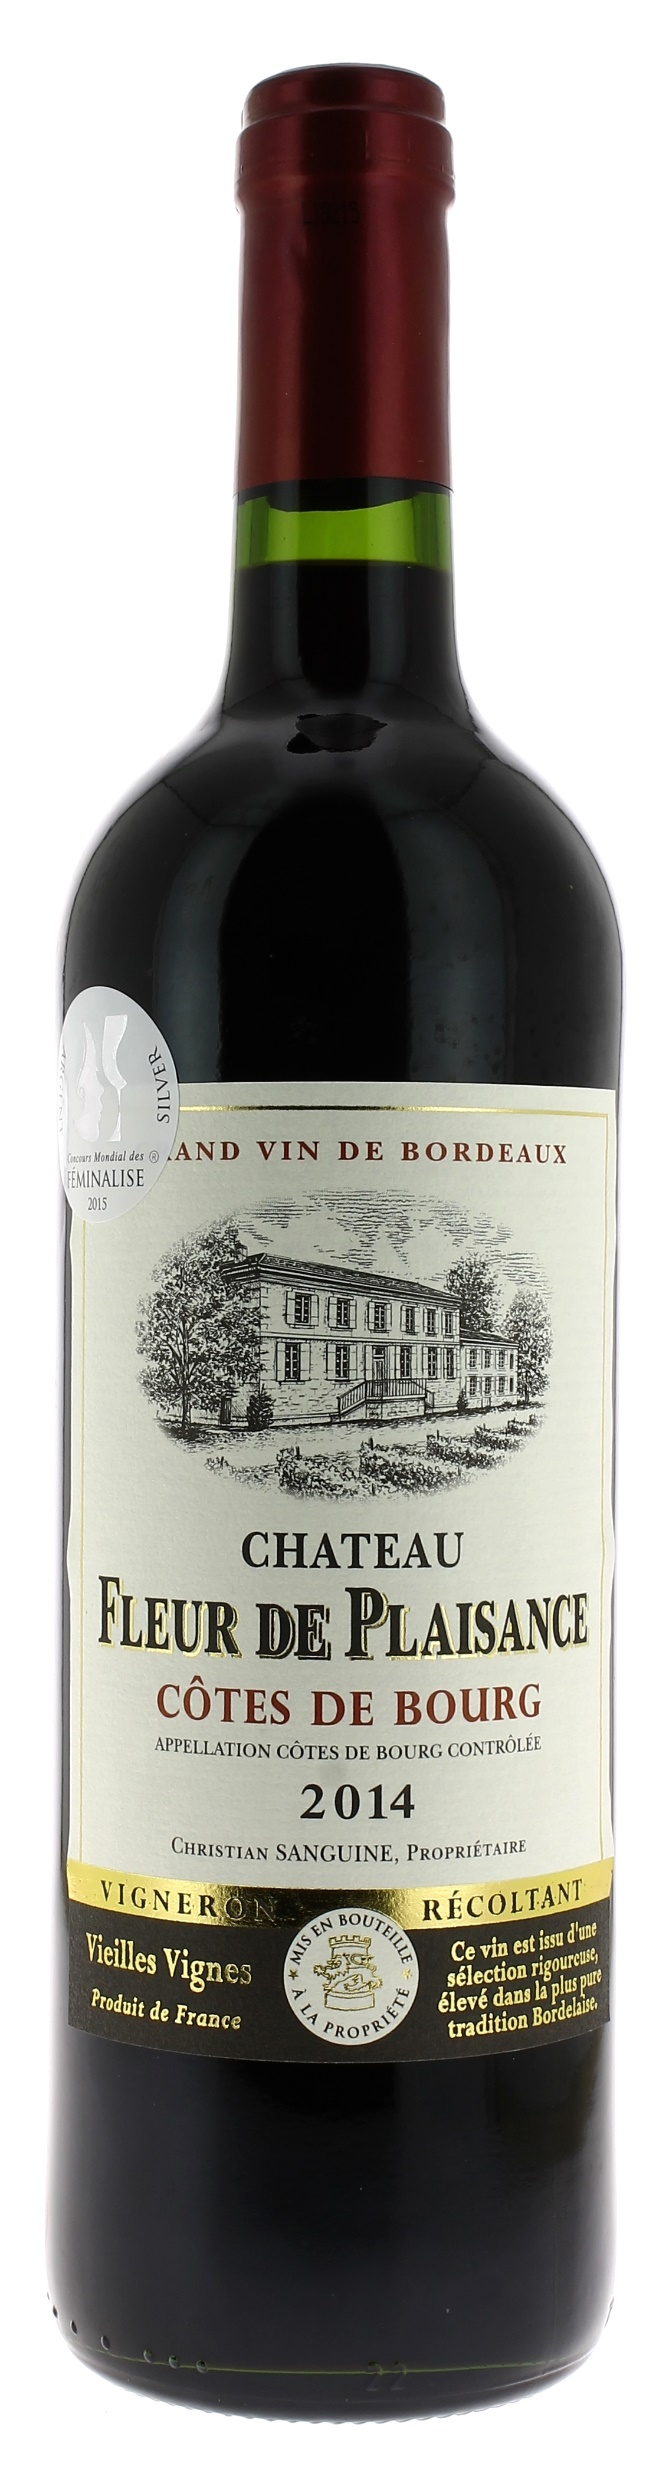 SILVER
Concours Mondial des ®
FÉMINALISE
2015
VIN DE BORDEAUX
CHATEAU
FLEUR DE PLAISANCE
CÔTES DE BOURG
APPELLATION CÔTES DE BOURG CONTRÔLÉE
2014
CHRISTIAN SANGUINE, PROPRIÉTAIRE
VIGNERON RÉCOLTANT
Vieilles Vignes
Produit de France
MIS EN BOUTEILLE
À LA PROPRIÉTÉ
Ce vin est issu d'une
sélection rigoureuse,
élevé dans la plus pure
tradition Bordelaise.
22